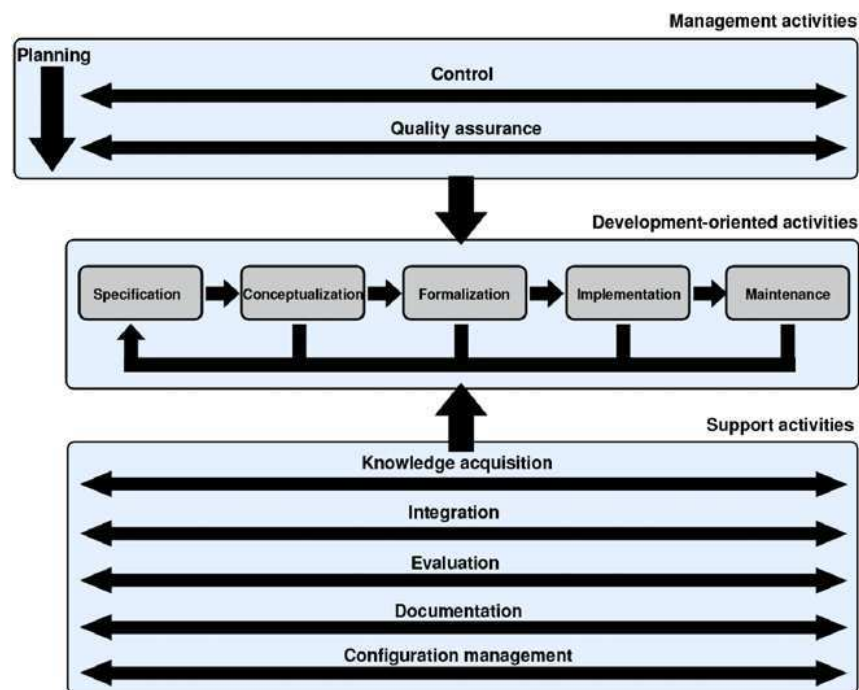 Management activities
Planning
Control
Quality assurance
Development-oriented activities
Specification
Conceptualization
Formalization
Implementation
Maintenance
Support activities
Knowledge acquisition
Integration
Evaluation
Documentation
Configuration management